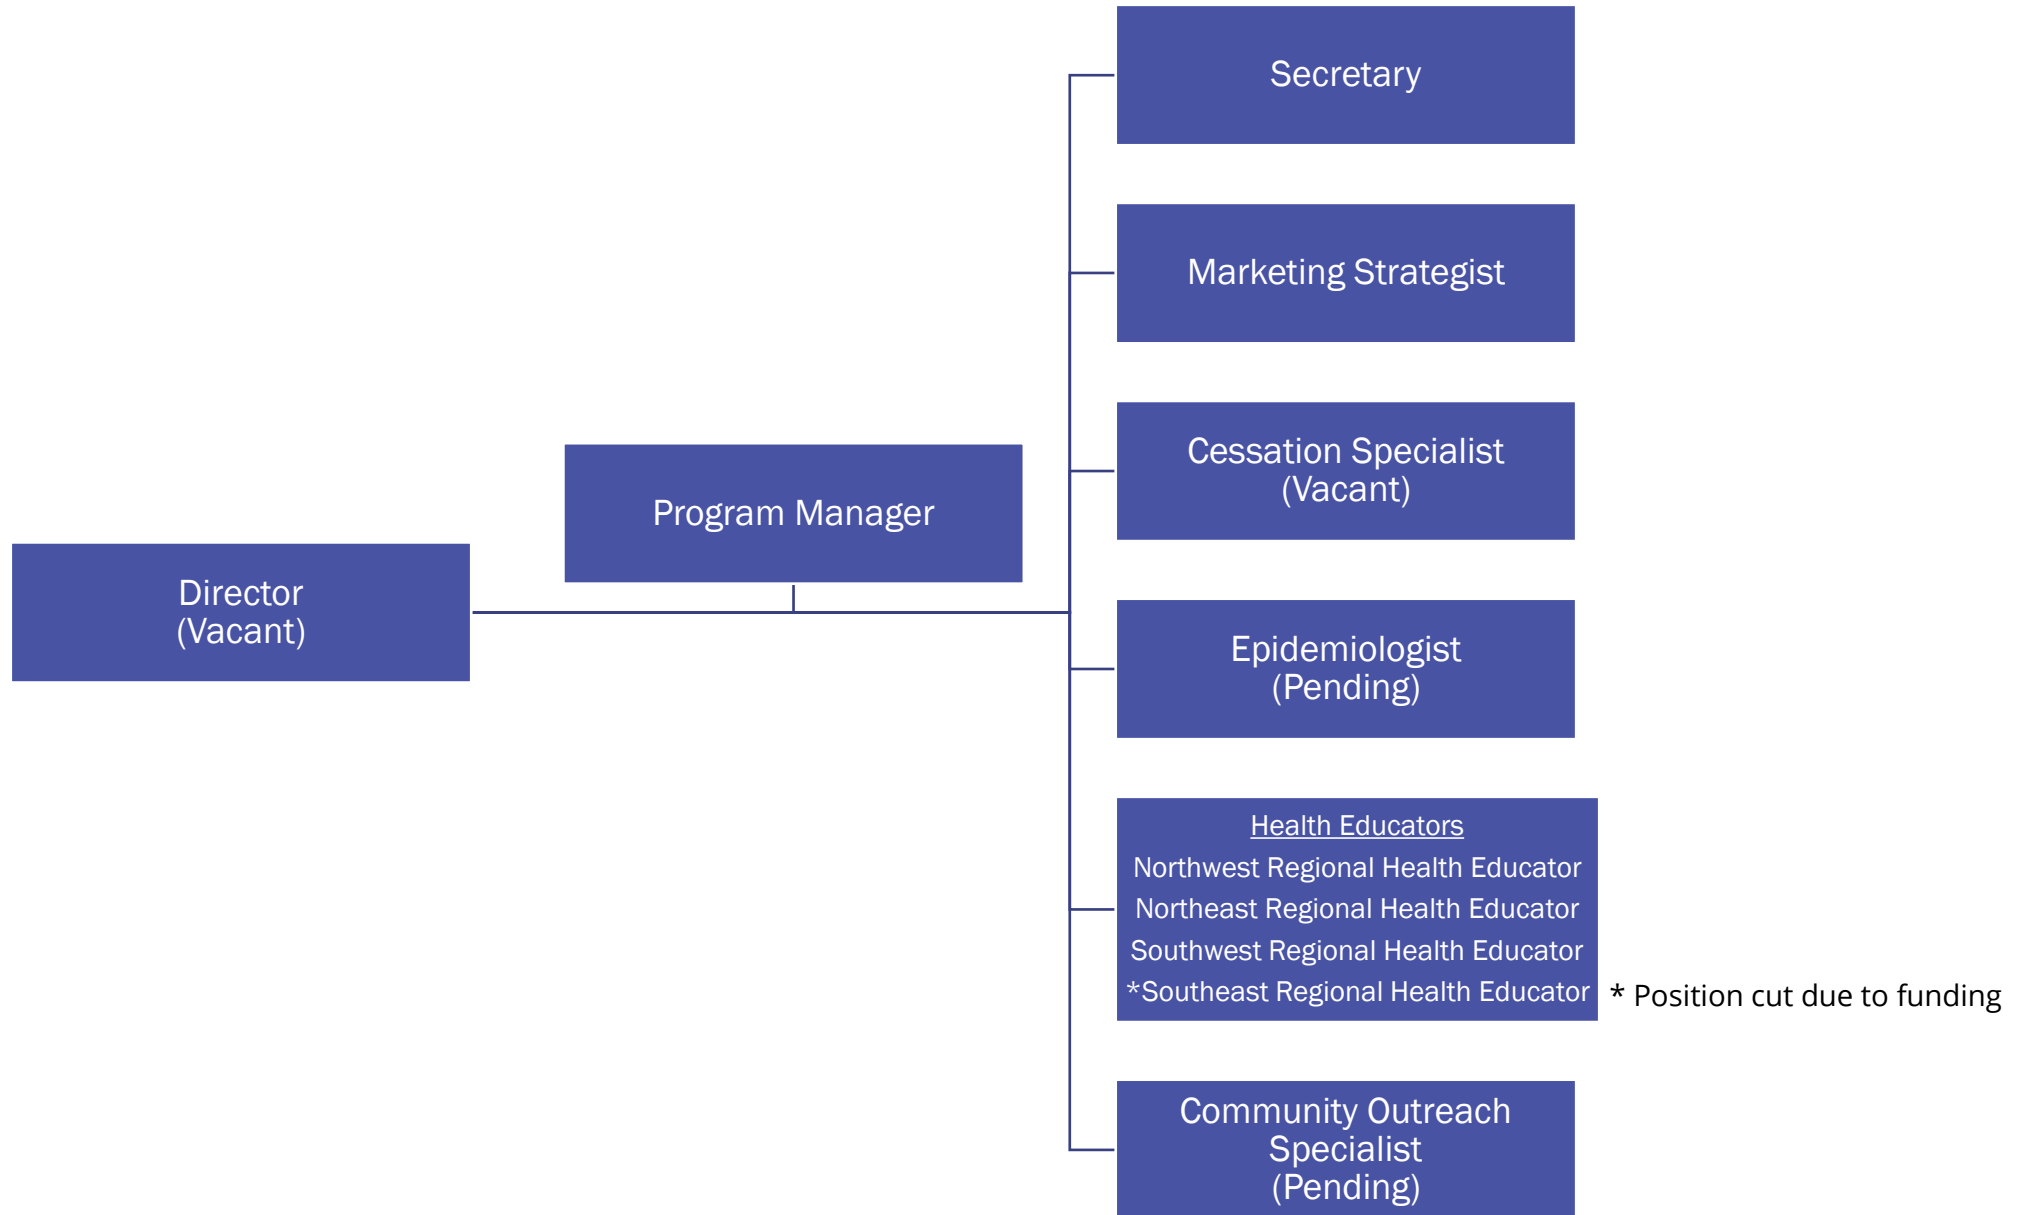 Director
(Vacant)
Program Manager
Secretary
Marketing Strategist
Cessation Specialist
(Vacant)
Epidemiologist
(Pending)
Health Educators
Northwest Regional Health Educator
Northeast Regional Health Educator
Southwest Regional Health Educator
*Southeast Regional Health Educator
* Position cut due to funding
Community Outreach
Specialist
(Pending)